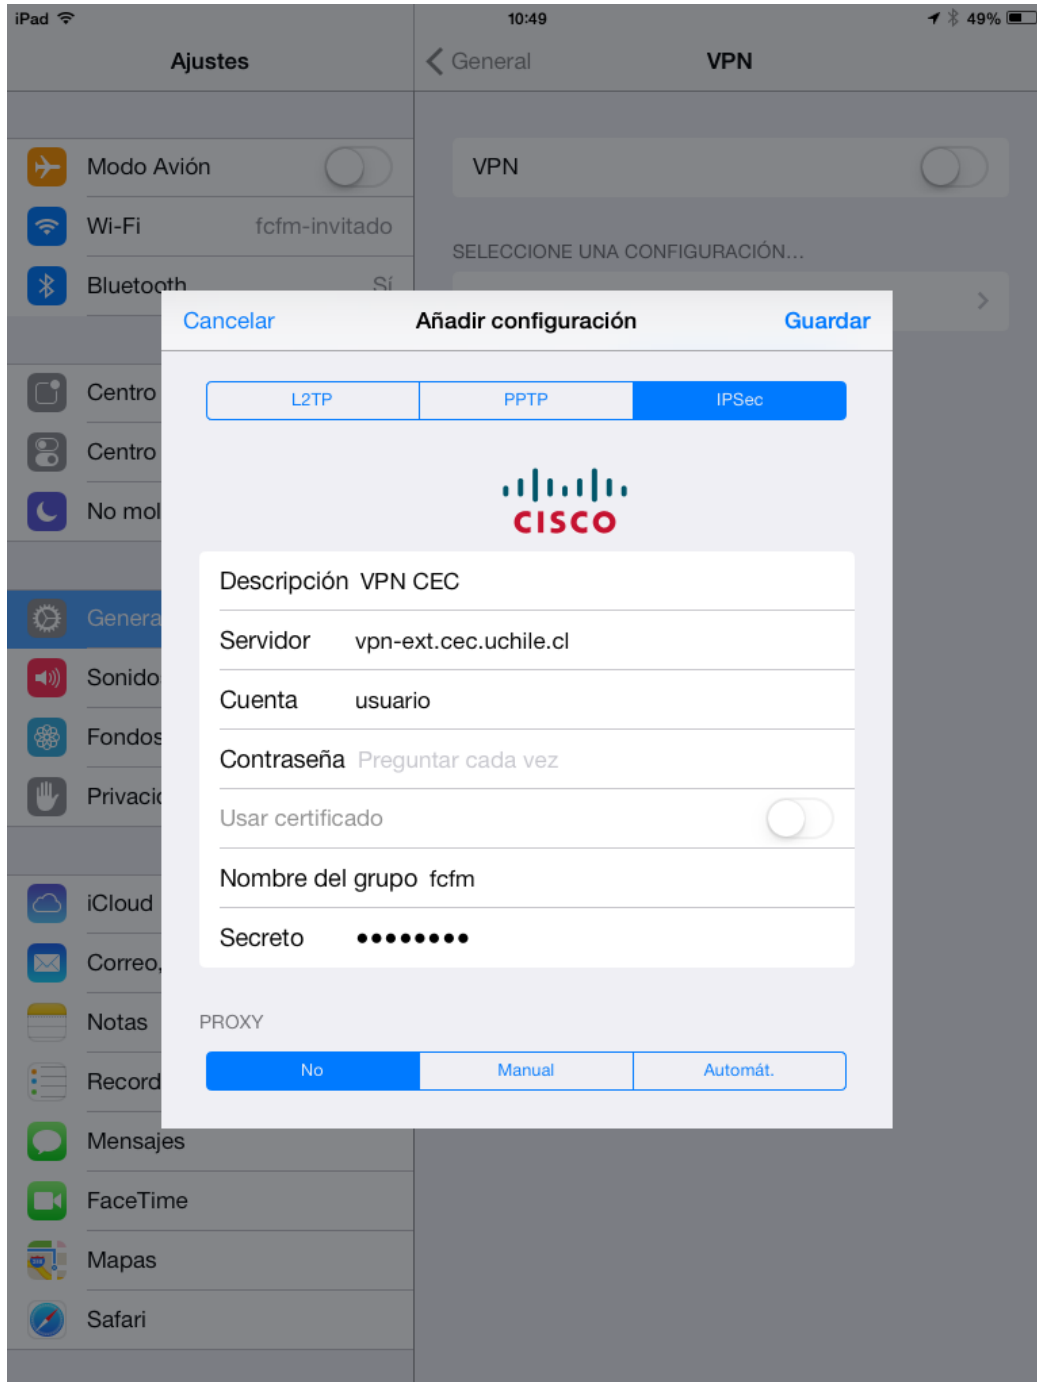 iPad 10:49 49%
Ajustes
General VPN
Modo Avión
VPN
Wi-Fi fcfm-invitado
SELECCIONE UNA CONFIGURACIÓN...
Bluetooth Sí
Cancelar Añadir configuración Guardar
Centro
L2TP PPTP IPSec
Centro
No mol
CISCO
Descripción VPN CEC
Genera
Servidor vpn-ext.cec.uchile.cl
Sonido
Cuenta usuario
Fondos
Contraseña Preguntar cada vez
Privacic
Usar certificado
Nombre del grupo fcfm
iCloud
Secreto ••••••••
Correo,
Notas
PROXY
No Manual Automát.
Record
Mensajes
FaceTime
Mapas
Safari